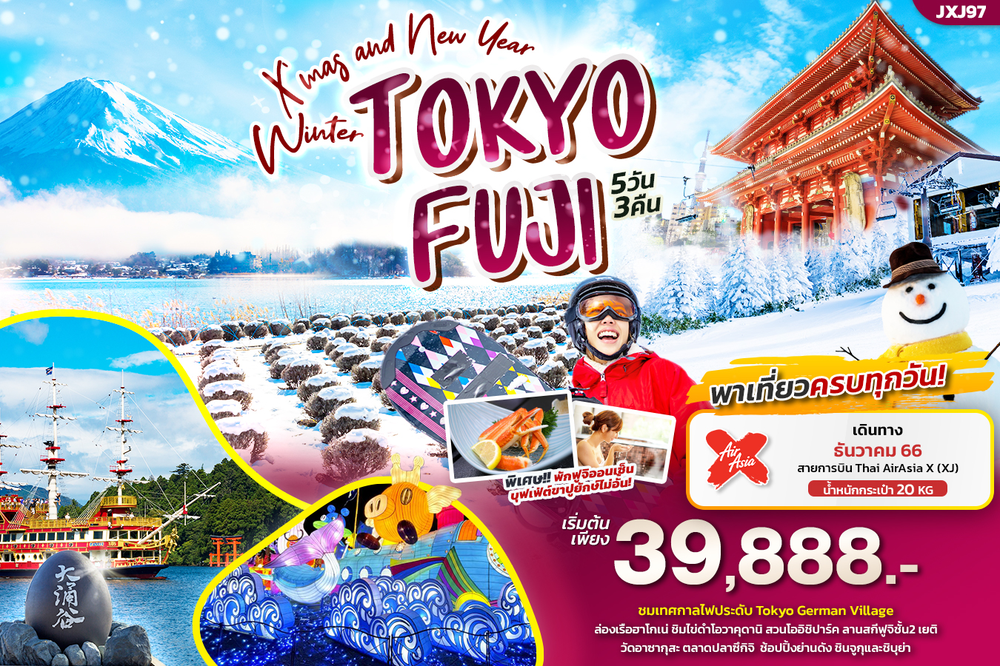 JXJ97
X'mas and New Year
Winter TOKYO
FUJI
5วัน
3คืน
พาเที่ยวครบทุกวัน!
Air
Asia
X
เดินทาง
ธันวาคม 66
สายการบิน Thai AirAsia X (XJ)
น้ำหนักกระเป๋า 20 KG
พิเศษ!! พักฟูจิออนเซ็น
บุฟเฟ่ต์ขาปูยักษ์ไม่อั้น!
เริ่มต้น
เพียง
39,888.-
ชมเทศกาลไฟประดับ Tokyo German Village
ล่องเรือฮาโกเน่ ชิมไข่ดำโอวาคุดานิ สวนโออิชิปาร์ค ลานสกีฟูจิชั้น2 เยติ
วัดอาซากุสะ ตลาดปลาซึกิจิ ช้อปปิ้งย่านดัง ชินจูกุและชิบุย่า
大涌谷